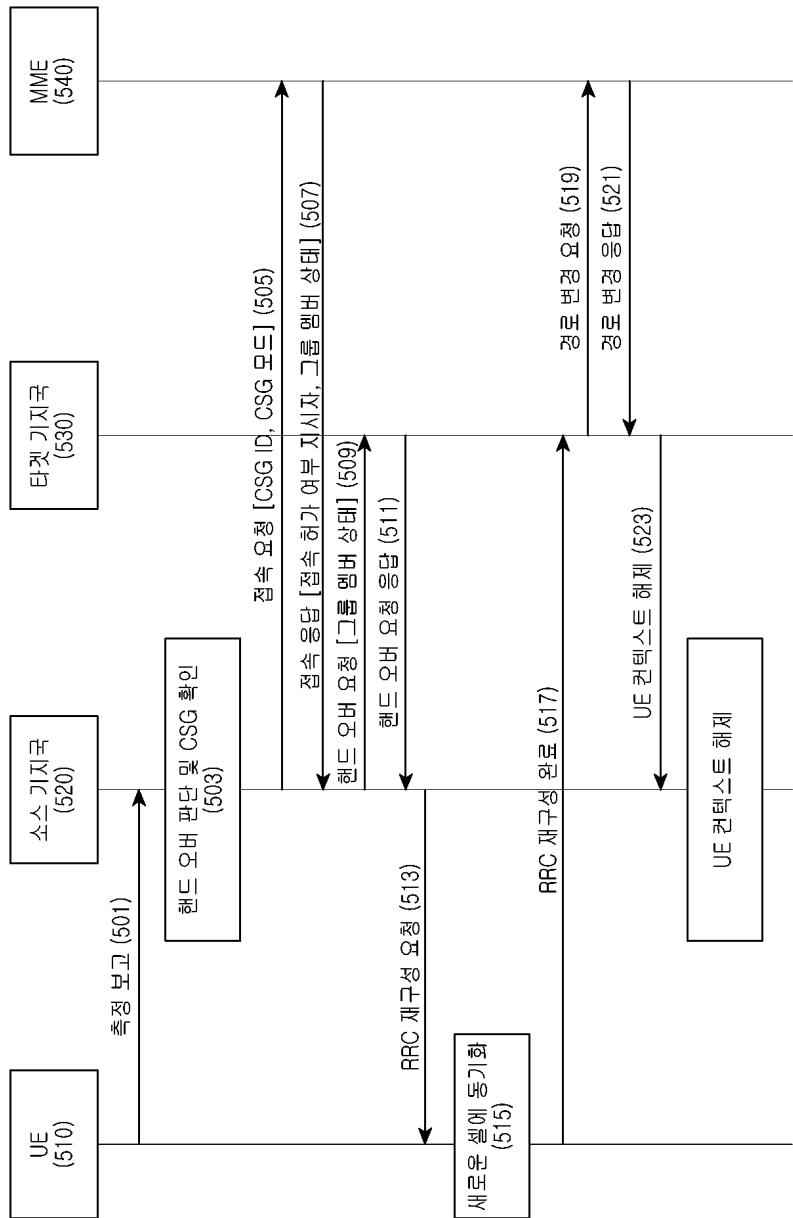 UE
(510)
소스 기지국
(520)
타겟 기지국
(530)
MME
(540)
측정 보고 (501)
핸드 오버 판단 및 CSG 확인
(503)
접속 요청 [CSG ID, CSG 모드] (505)
접속 응답 [접속 허가 여부 지시자, 그룹 멤버 상태] (507)
핸드 오버 요청 [그룹 멤버 상태] (509)
핸드 오버 요청 응답 (511)
RRC 재구성 요청 (513)
새로운 셀에 동기화
(515)
RRC 재구성 완료 (517)
경로 변경 요청 (519)
경로 변경 응답 (521)
UE 컨텍스트 해제 (523)
UE 컨텍스트 해제